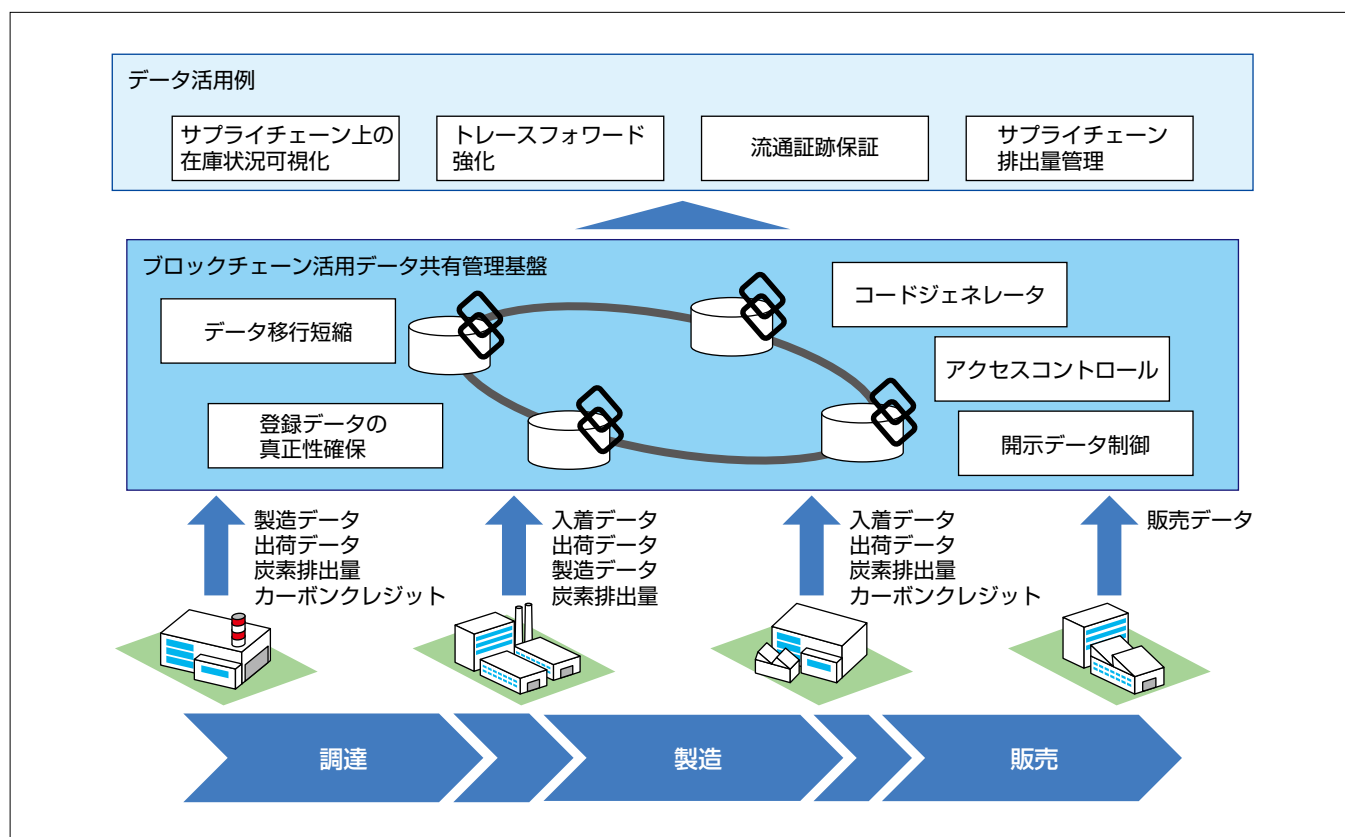 データ活用例
サプライチェーン上の
在庫状況可視化
トレースフォワード
強化
流通証跡保証
サプライチェーン
排出量管理
ブロックチェーン活用データ共有管理基盤
データ移行短縮
コードジェネレータ
アクセスコントロール
登録データの
真正性確保
開示データ制御
製造データ
出荷データ
炭素排出量
カーボンクレジット
入着データ
出荷データ
製造データ
炭素排出量
入着データ
出荷データ
炭素排出量
カーボンクレジット
販売データ
調達
製造
販売